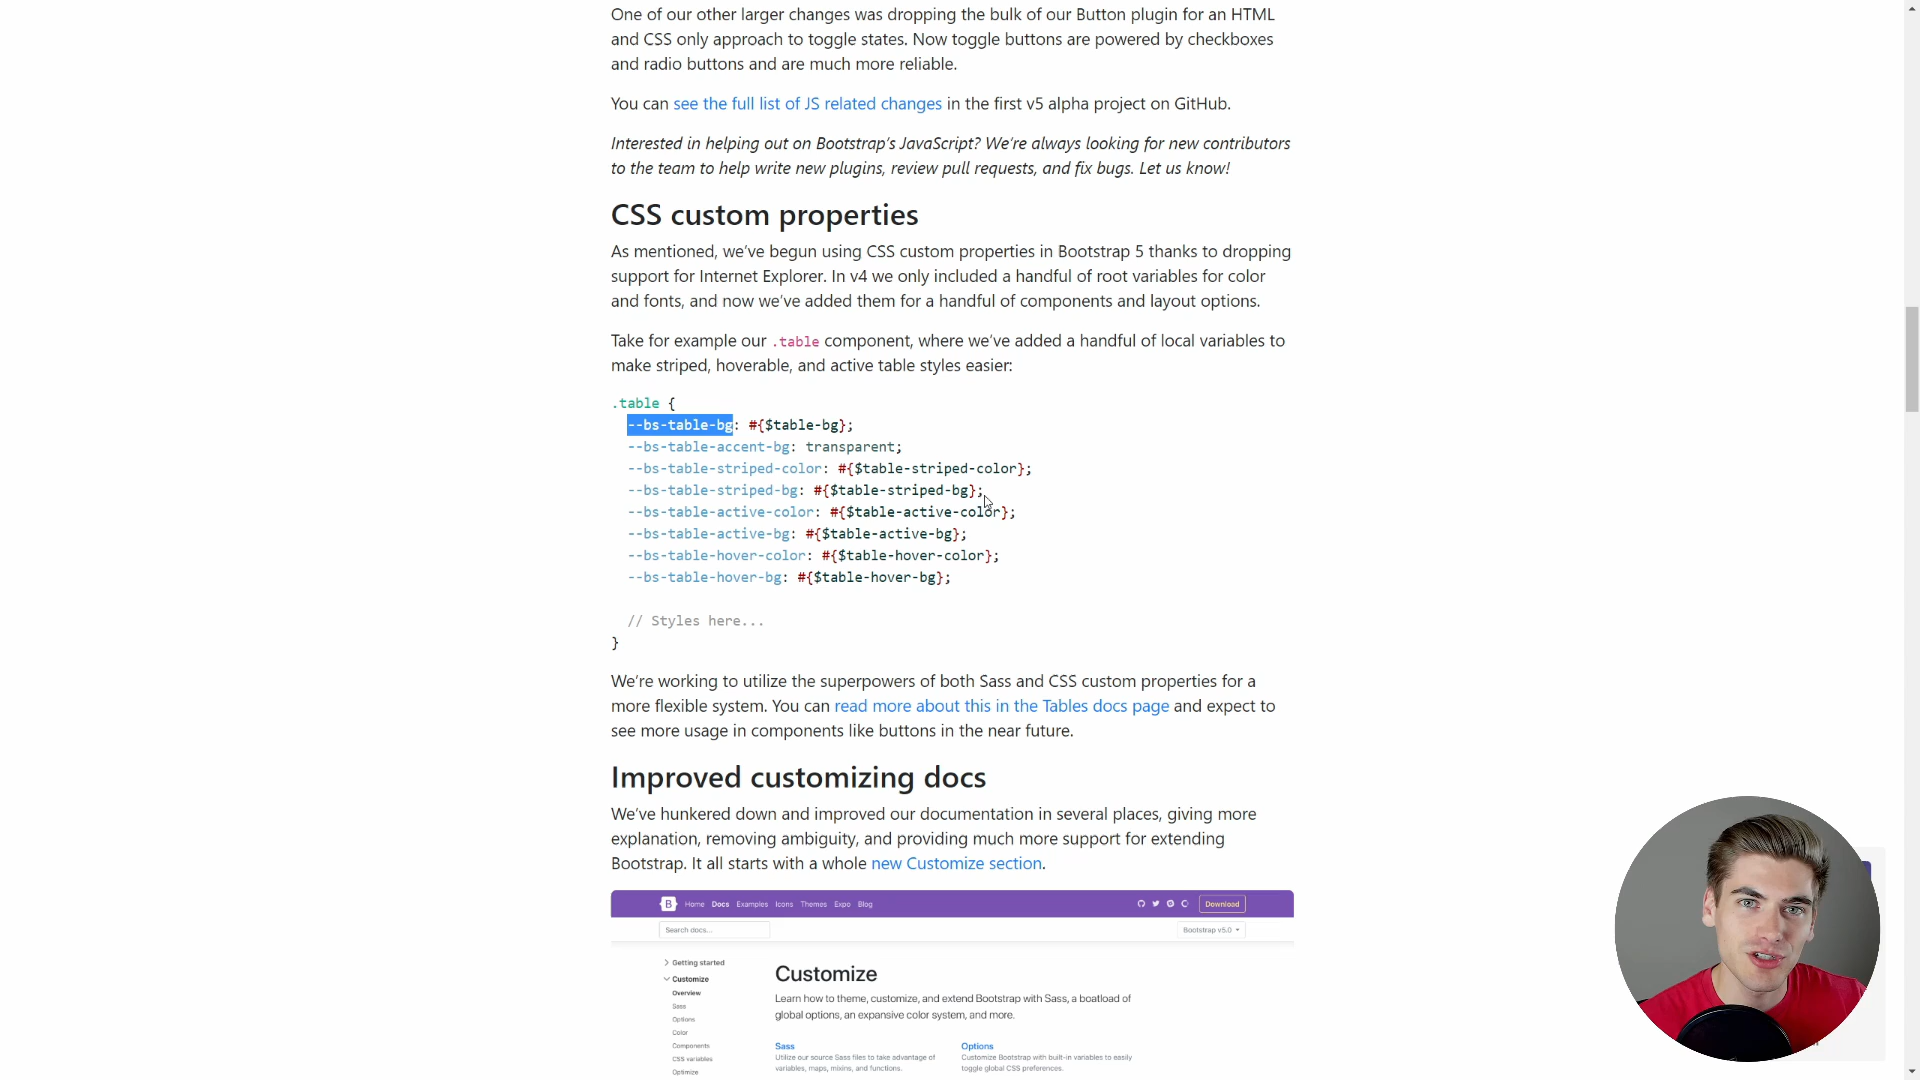 One of our other larger changes was dropping the bulk of our Button plugin for an HTML
and CSS only approach to toggle states. Now toggle buttons are powered by checkboxes
and radio buttons and are much more reliable.
You can see the full list of JS related changes in the first v5 alpha project on GitHub.
Interested in helping out on Bootstrap’s JavaScript? We’re always looking for new contributors
to the team to help write new plugins, review pull requests, and fix bugs. Let us know!
CSS custom properties
As mentioned, we’ve begun using CSS custom properties in Bootstrap 5 thanks to dropping
support for Internet Explorer. In v4 we only included a handful of root variables for color
and fonts, and now we’ve added them for a handful of components and layout options.
Take for example our .table component, where we’ve added a handful of local variables to
make striped, hoverable, and active table styles easier:
.table {
--bs-table-bg: #{$table-bg};
--bs-table-accent-bg: transparent;
--bs-table-striped-color: #{$table-striped-color};
--bs-table-striped-bg: #{$table-striped-bg};
--bs-table-active-color: #{$table-active-color};
--bs-table-active-bg: #{$table-active-bg};
--bs-table-hover-color: #{$table-hover-color};
--bs-table-hover-bg: #{$table-hover-bg};
// Styles here...
}
We’re working to utilize the superpowers of both Sass and CSS custom properties for a
more flexible system. You can read more about this in the Tables docs page and expect to
see more usage in components like buttons in the near future.
Improved customizing docs
We’ve hunkered down and improved our documentation in several places, giving more
explanation, removing ambiguity, and providing much more support for extending
Bootstrap. It all starts with a whole new Customize section.
B Home Docs Examples Icons Themes Expo Blog Download
Search docs... Bootstrap v5.0
Getting started
Customize
Overview
Sass
Options
Color
Components
CSS variables
Optimize
Customize
Learn how to theme, customize, and extend Bootstrap with Sass, a boatload of
global options, an expansive color system, and more.
Sass
Utilize our source Sass files to take advantage of
variables, maps, mixins, and functions.
Options
Customize Bootstrap with built-in variables to easily
toggle global CSS preferences.